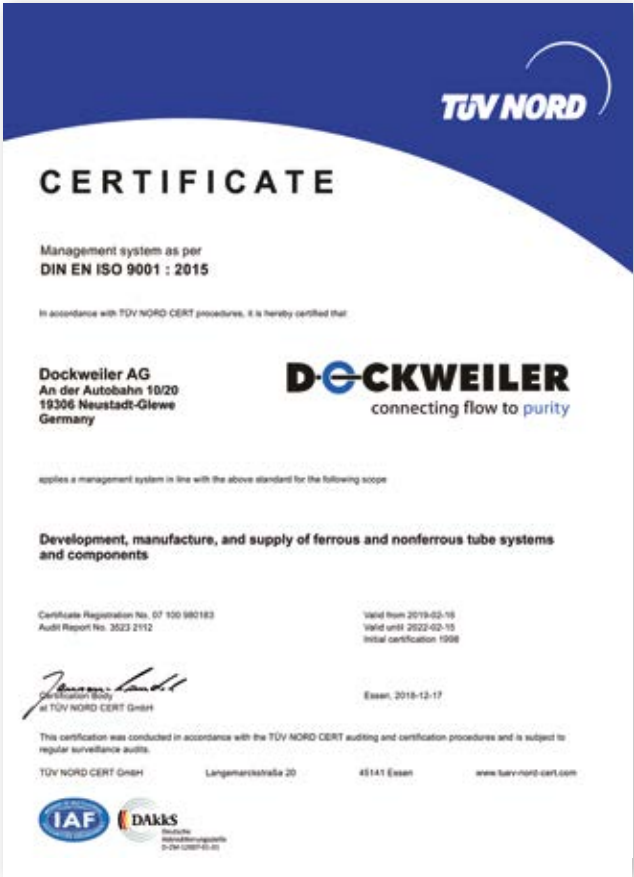 TÜV NORD
CERTIFICATE
Management system as per
DIN EN ISO 9001 : 2015
In accordance with TÜV NORD CERT procedures, it is hereby certified that
Dockweiler AG
An der Autobahn 10/20
19306 Neustadt-Glewe
Germany
DOCKWEILER
connecting flow to purity
applies a management system in line with the above standard for the following scope
Development, manufacture, and supply of ferrous and nonferrous tube systems
and components
Certificate Registration No. 07 100 980183
Audit Report No. 3523 2112
Valid from 2019-02-16
Valid until 2022-02-15
Initial certification 1998
Certification Body
at TÜV NORD CERT GmbH
Essen, 2018-12-17
This certification was conducted in accordance with the TÜV NORD CERT auditing and certification procedures and is subject to
regular surveillance audits.
TÜV NORD CERT GmbH Langemarckstraße 20 45141 Essen www.tuev-nord-cert.com
IAF
DAkkS
Deutsche
Akkreditierungsstelle